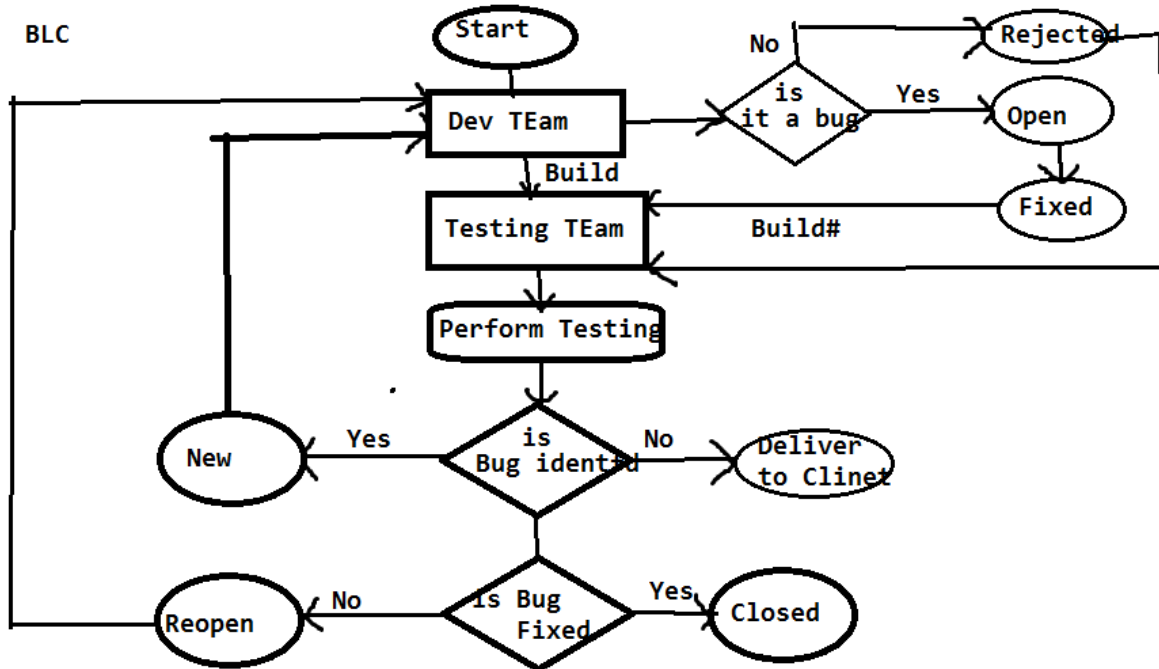 BLC
Start
No
Rejected
is
it a bug
Yes
Open
Dev TEam
Build
Fixed
Testing TEam
Build#
Perform Testing
Yes
is
Bug identfd
No
Deliver
to Clinet
New
No
is Bug
Fixed
Yes
Closed
Reopen